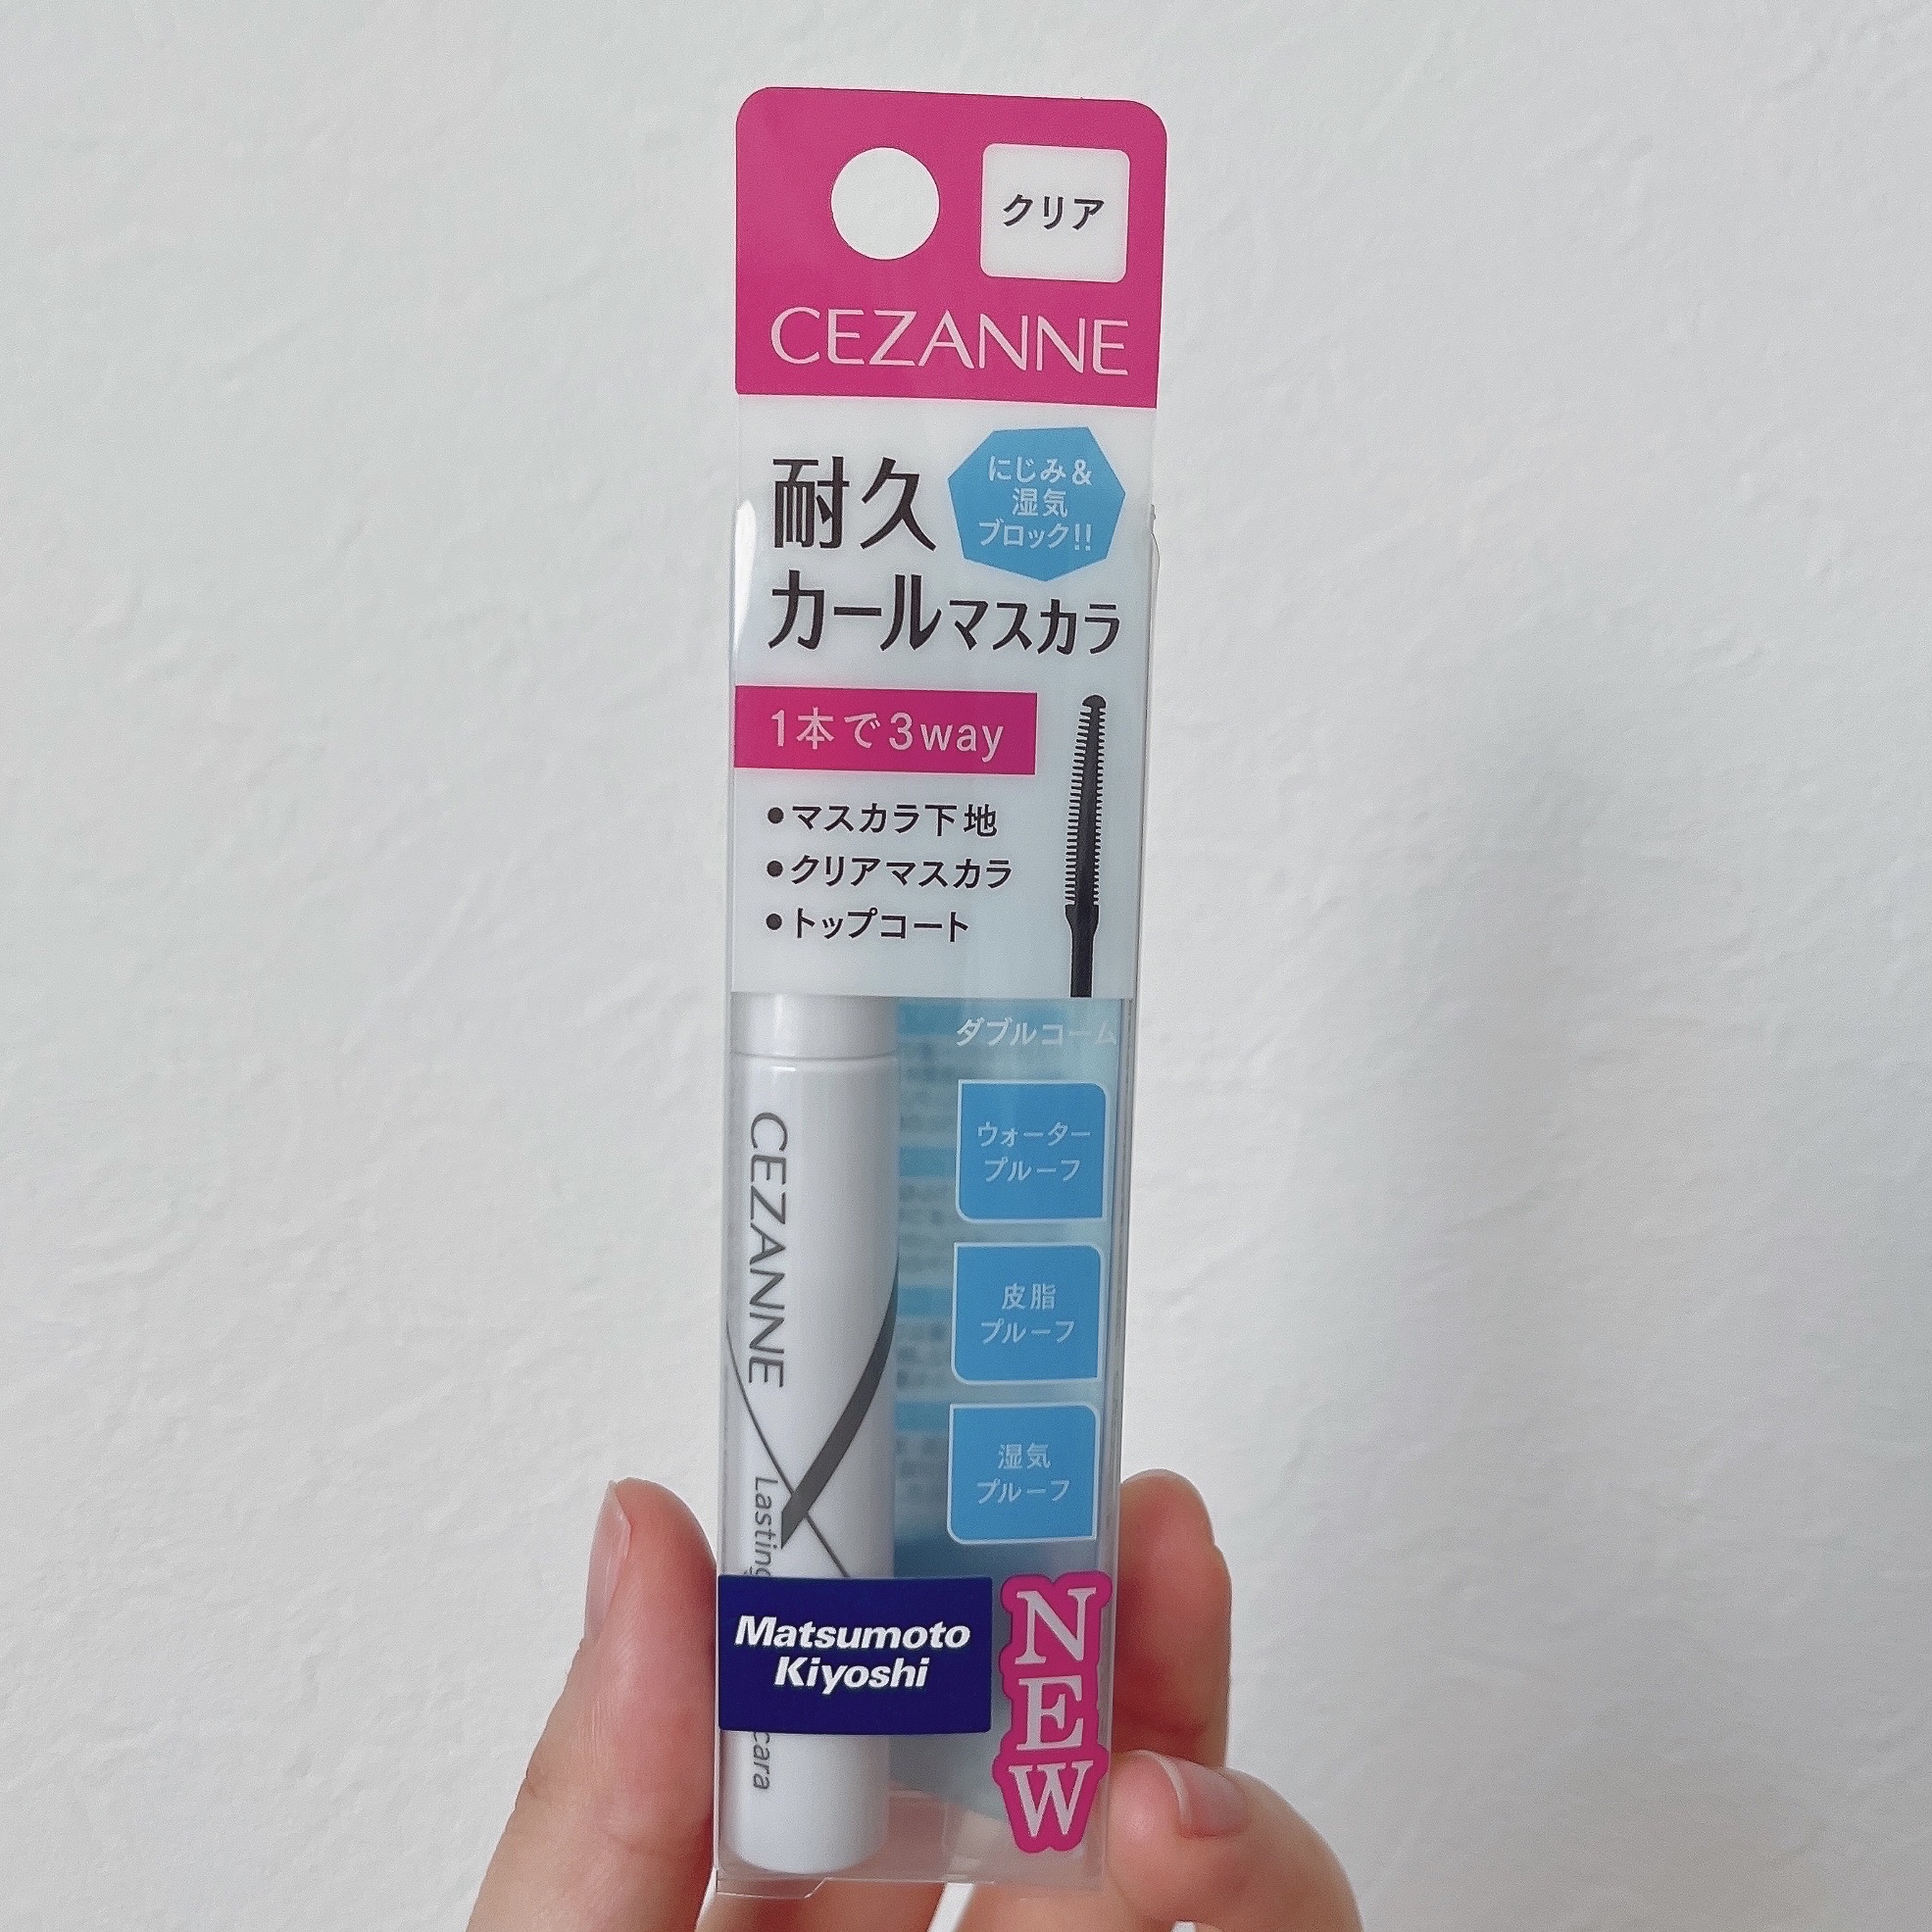 クリア
CEZANNE
耐久
カールマスカラ
にじみ&
湿気
ブロック!!
1本で3way
●マスカラ下地
●クリアマスカラ
●トップコート
ダブルコーム
ウォーター
プルーフ
皮脂
プルーフ
湿気
プルーフ
CEZANNE
Lasting
Matsumoto
Kiyoshi
NEW